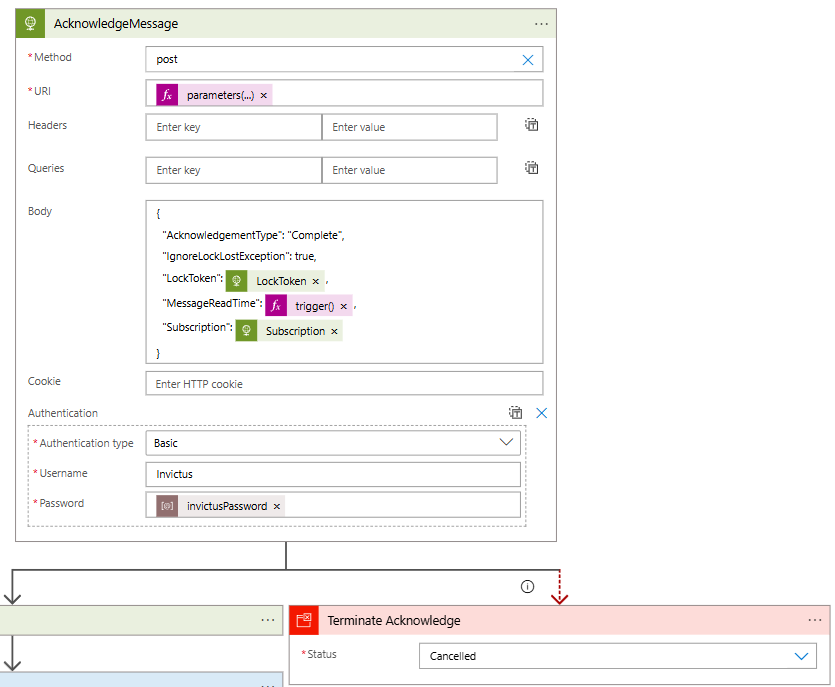 AcknowledgeMessage
* Method
post
* URI
parameters(...)
Headers
Enter key
Enter value
Queries
Enter key
Enter value
Body
{
"AcknowledgementType": "Complete",
"IgnoreLockLostException": true,
"LockToken": LockToken ,
"MessageReadTime": trigger() ,
"Subscription": Subscription
}
Cookie
Enter HTTP cookie
Authentication
* Authentication type
Basic
* Username
Invictus
* Password
invictusPassword
Terminate Acknowledge
* Status
Cancelled